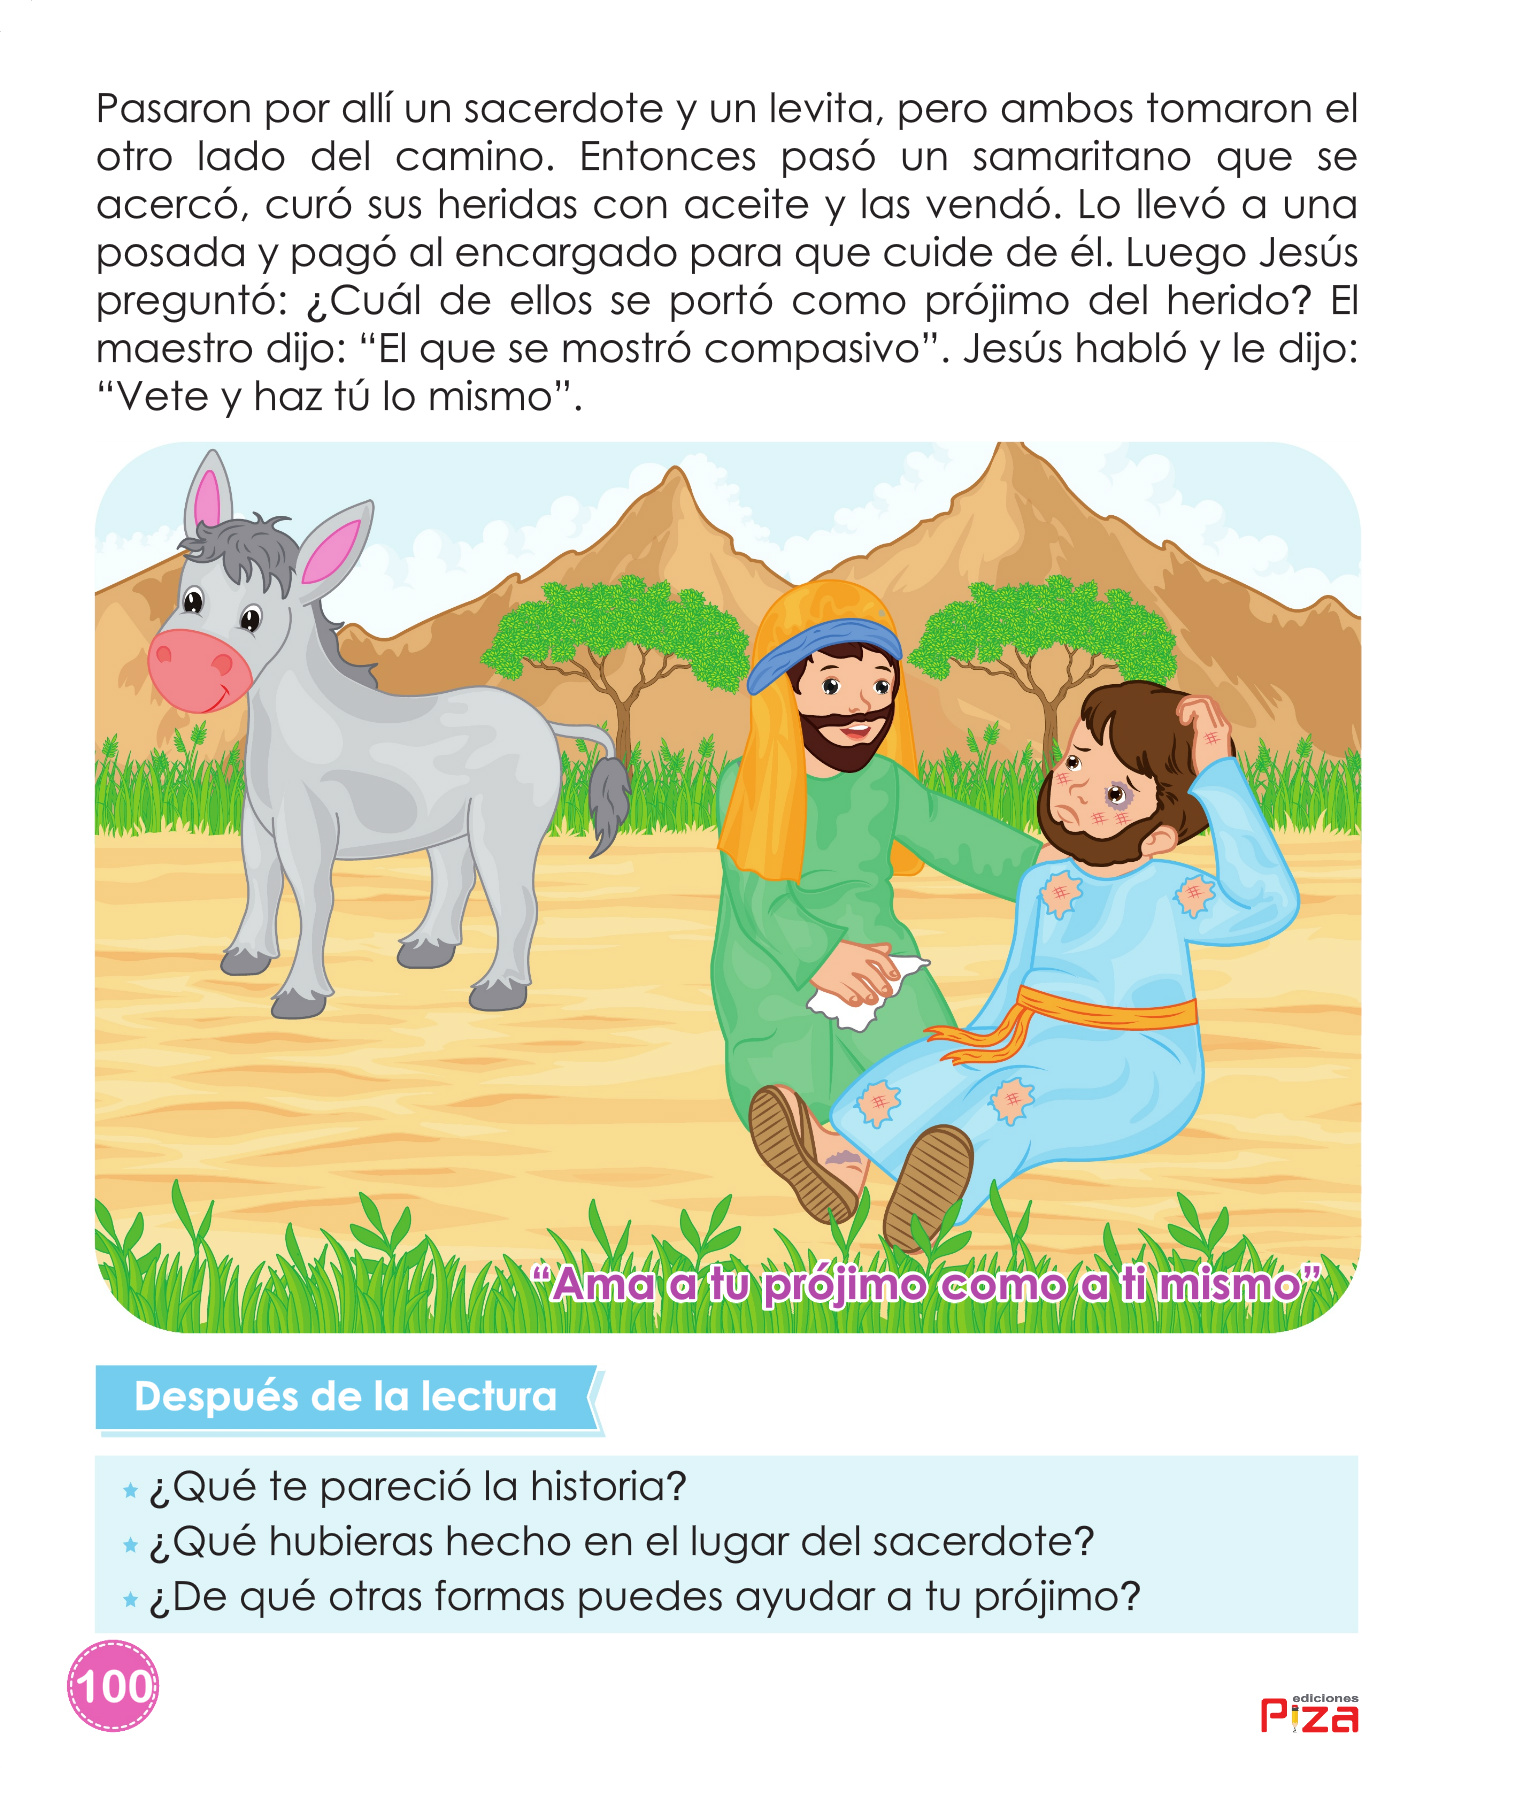 Pasaron por allí un sacerdote y un levita, pero ambos tomaron el
otro lado del camino. Entonces pasó un samaritano que se
acercó, curó sus heridas con aceite y las vendó. Lo llevó a una
posada y pagó al encargado para que cuide de él. Luego Jesús
preguntó: ¿Cuál de ellos se portó como prójimo del herido? El
maestro dijo: “El que se mostró compasivo”. Jesús habló y le dijo:
“Vete y haz tú lo mismo”.
“Ama a tu prójimo como a ti mismo”
Después de la lectura
¿Qué te pareció la historia?
¿Qué hubieras hecho en el lugar del sacerdote?
¿De qué otras formas puedes ayudar a tu prójimo?
100
ediciones
Piza